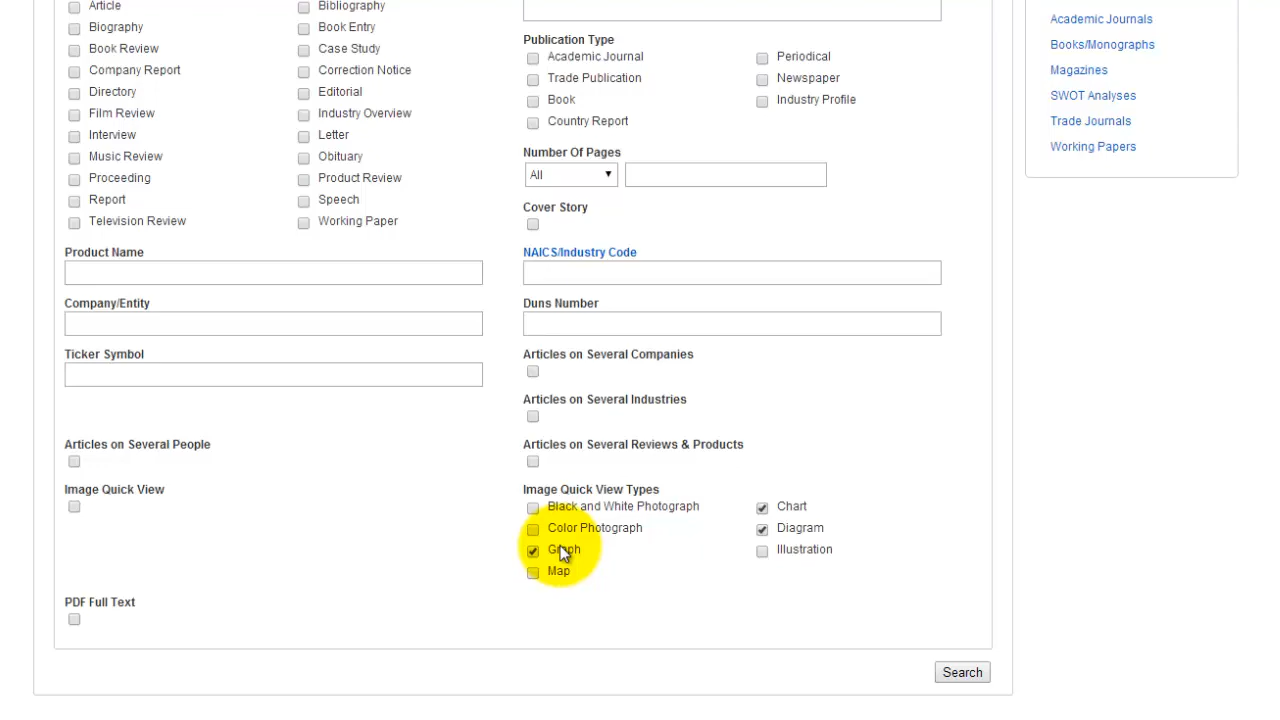 Article
Bibliography
Biography
Book Entry
Book Review
Case Study
Company Report
Correction Notice
Directory
Editorial
Film Review
Industry Overview
Interview
Letter
Music Review
Obituary
Proceeding
Product Review
Report
Speech
Television Review
Working Paper
Publication Type
Academic Journal
Periodical
Trade Publication
Newspaper
Book
Industry Profile
Country Report
Number Of Pages
All
Cover Story
Product Name
NAICS/Industry Code
Company/Entity
Duns Number
Ticker Symbol
Articles on Several Companies
Articles on Several Industries
Articles on Several People
Articles on Several Reviews & Products
Image Quick View
Image Quick View Types
Black and White Photograph
Chart
Color Photograph
Diagram
Graph
Illustration
Map
PDF Full Text
Search
Academic Journals
Books/Monographs
Magazines
SWOT Analyses
Trade Journals
Working Papers